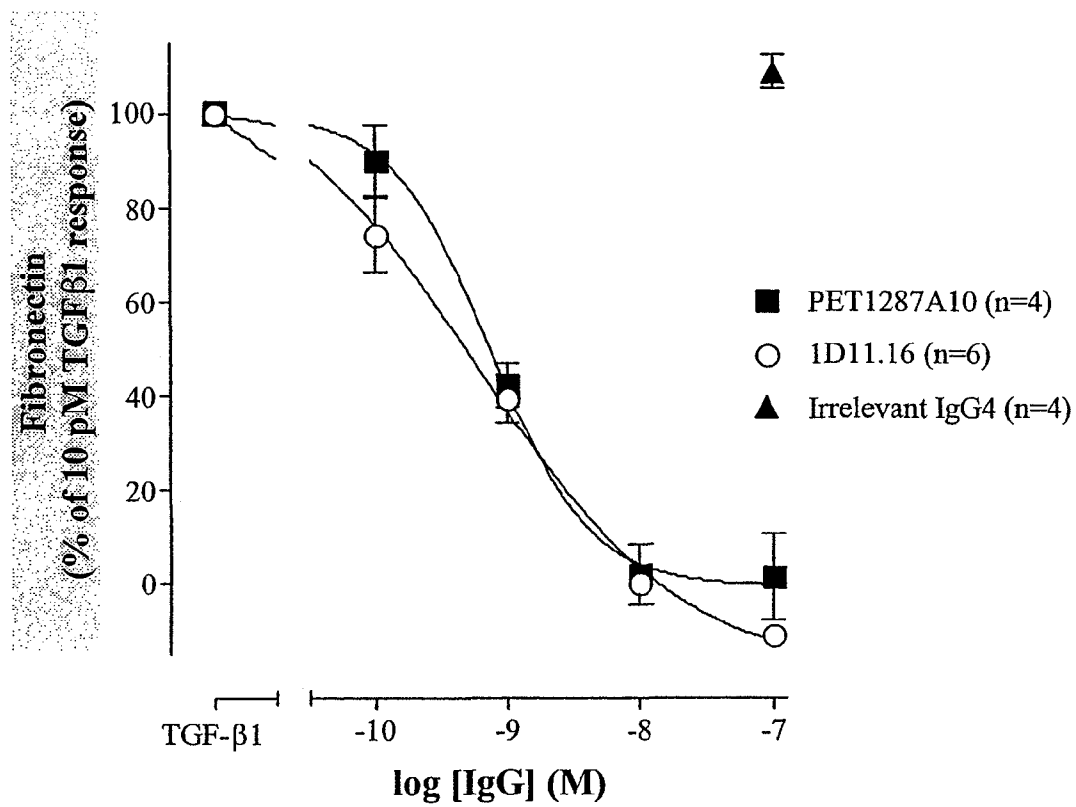 Fibronectin
(% of 10 pM TGFβ1 response)
100
80
60
40
20
0
PET1287A10 (n=4)
1D11.16 (n=6)
Irrelevant IgG4 (n=4)
TGF-β1
-10
-9
-8
-7
log [IgG] (M)